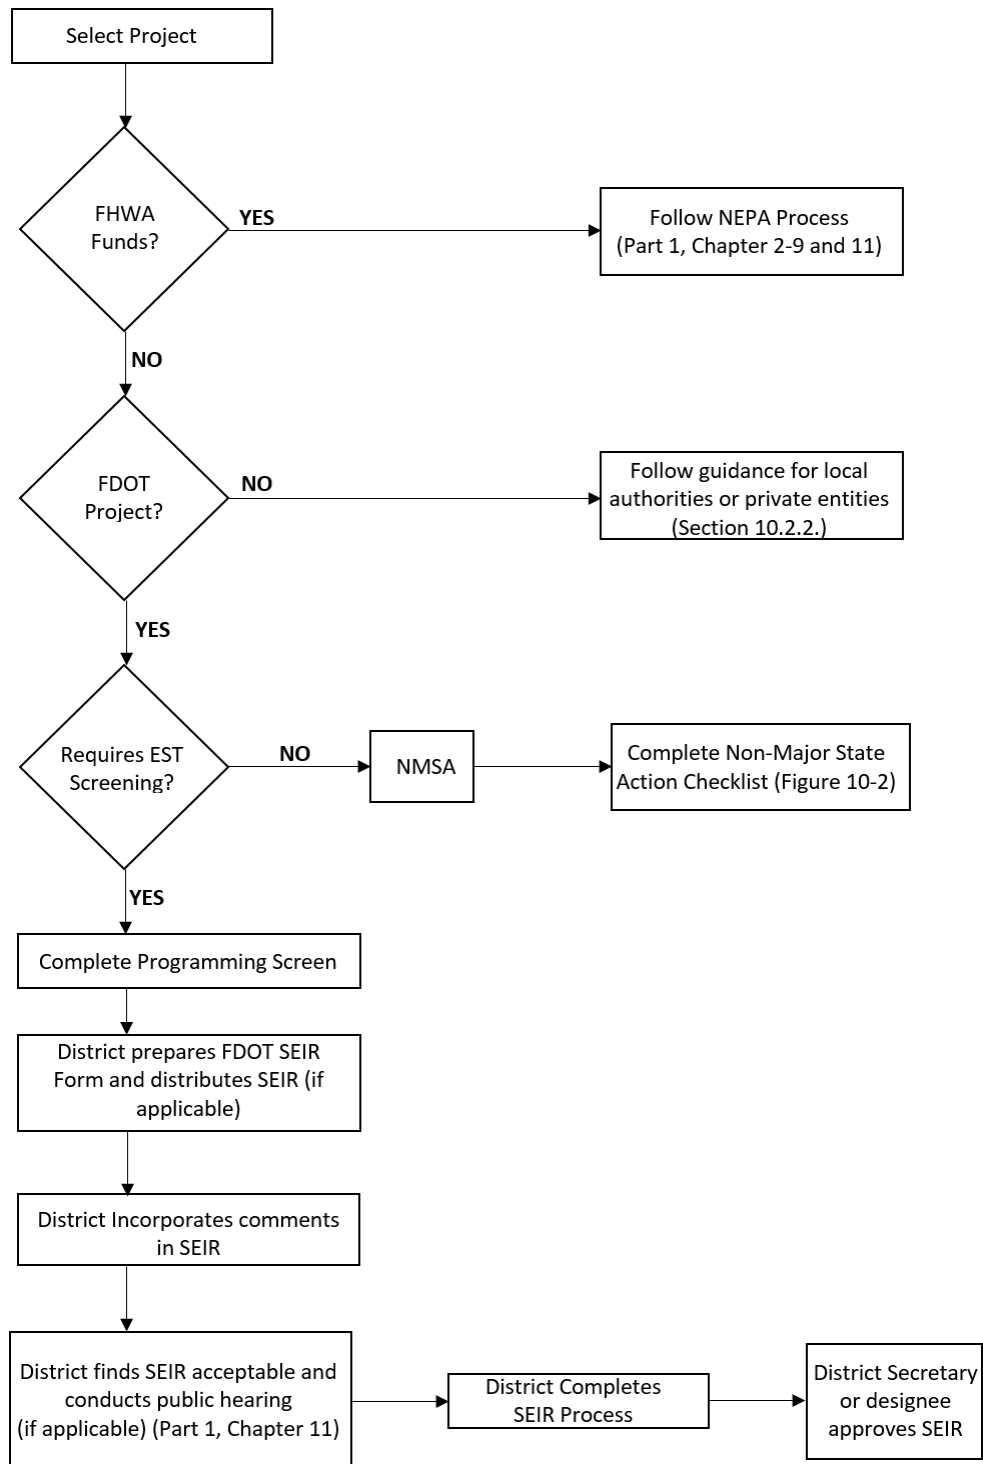 Select Project
FHWA
Funds?
YES
Follow NEPA Process
(Part 1, Chapter 2-9 and 11)
NO
FDOT
Project?
NO
Follow guidance for local
authorities or private entities
(Section 10.2.2.)
YES
Requires EST
Screening?
NO
NMSA
Complete Non-Major State
Action Checklist (Figure 10-2)
YES
Complete Programming Screen
District prepares FDOT SEIR
Form and distributes SEIR (if
applicable)
District Incorporates comments
in SEIR
District finds SEIR acceptable and
conducts public hearing
(if applicable) (Part 1, Chapter 11)
District Completes
SEIR Process
District Secretary
or designee
approves SEIR